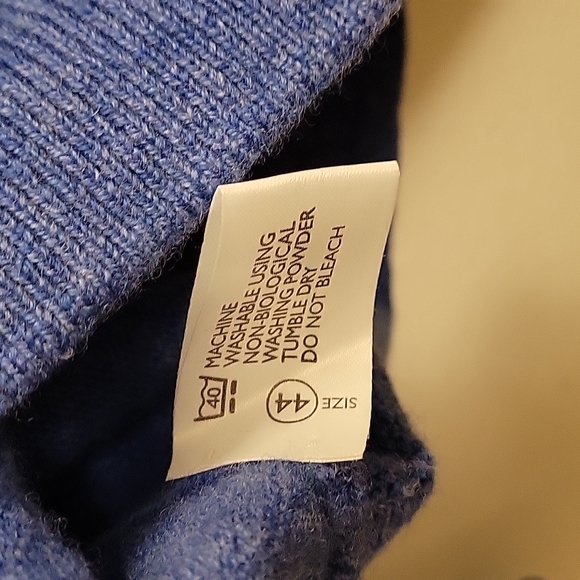 40
MACHINE
WASHABLE USING
NON-BIOLOGICAL
WASHING POWDER
TUMBLE DRY
DO NOT BLEACH
44
SIZE